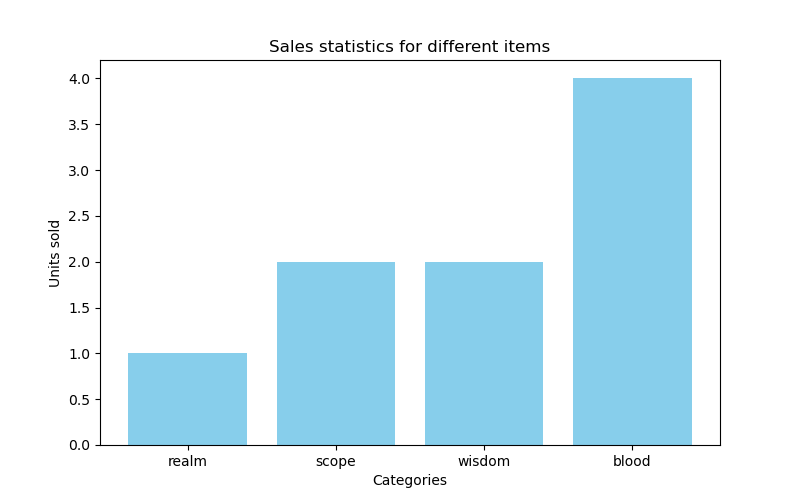 Sales statistics for different items
4.0
3.5
3.0
2.5
2.0
1.5
1.0
0.5
0.0
Units sold
realm scope wisdom blood
Categories